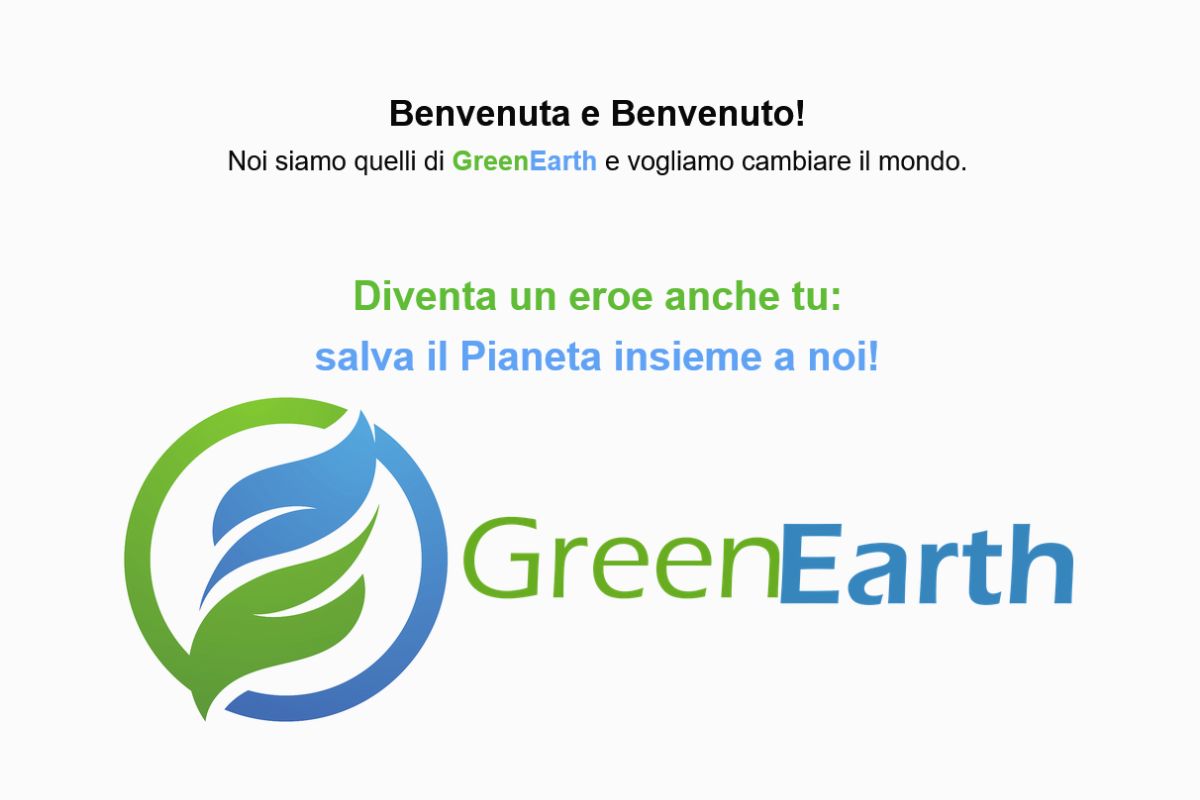 Benvenuta e Benvenuto!
Noi siamo quelli di GreenEarth e vogliamo cambiare il mondo.
Diventa un eroe anche tu:
salva il Pianeta insieme a noi!
GreenEarth